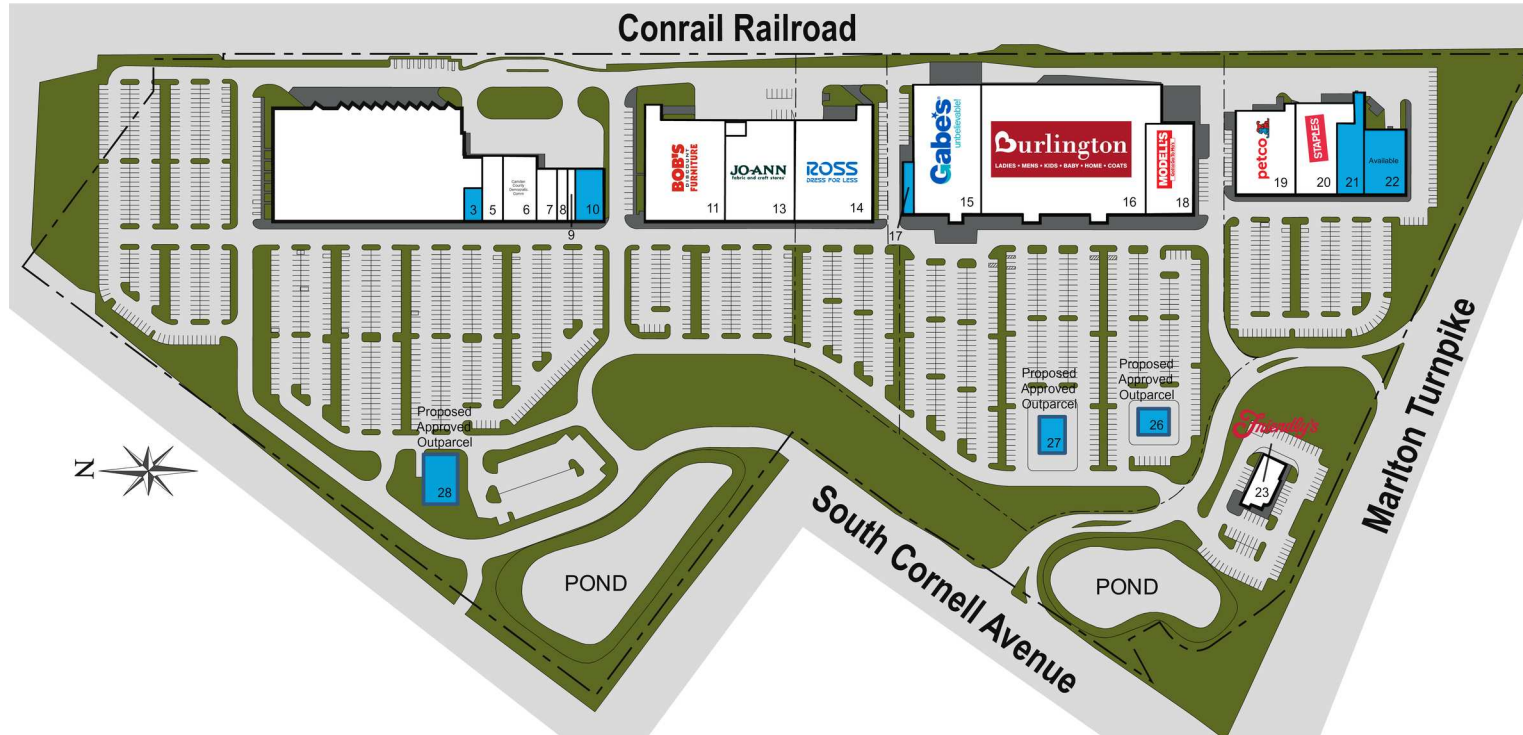 Conrail Railroad
Camden
County
Democratic
Comm
3
5
6
7
8
9
10
BOB'S
DISCOUNT
FURNITURE
11
JO-ANN
fabric and craft stores
13
ROSS
DRESS FOR LESS
14
17
Gabe's
unbelievable!
15
Burlington
LADIES • MENS • KIDS • BABY • HOME • COATS
16
MODELL'S
18
petco
19
STAPLES
20
21
Available
22
Proposed
Approved
Outparcel
28
Proposed
Approved
Outparcel
27
Proposed
Approved
Outparcel
26
Friendly's
23
N
POND
POND
South Cornell Avenue
Marlton Turnpike